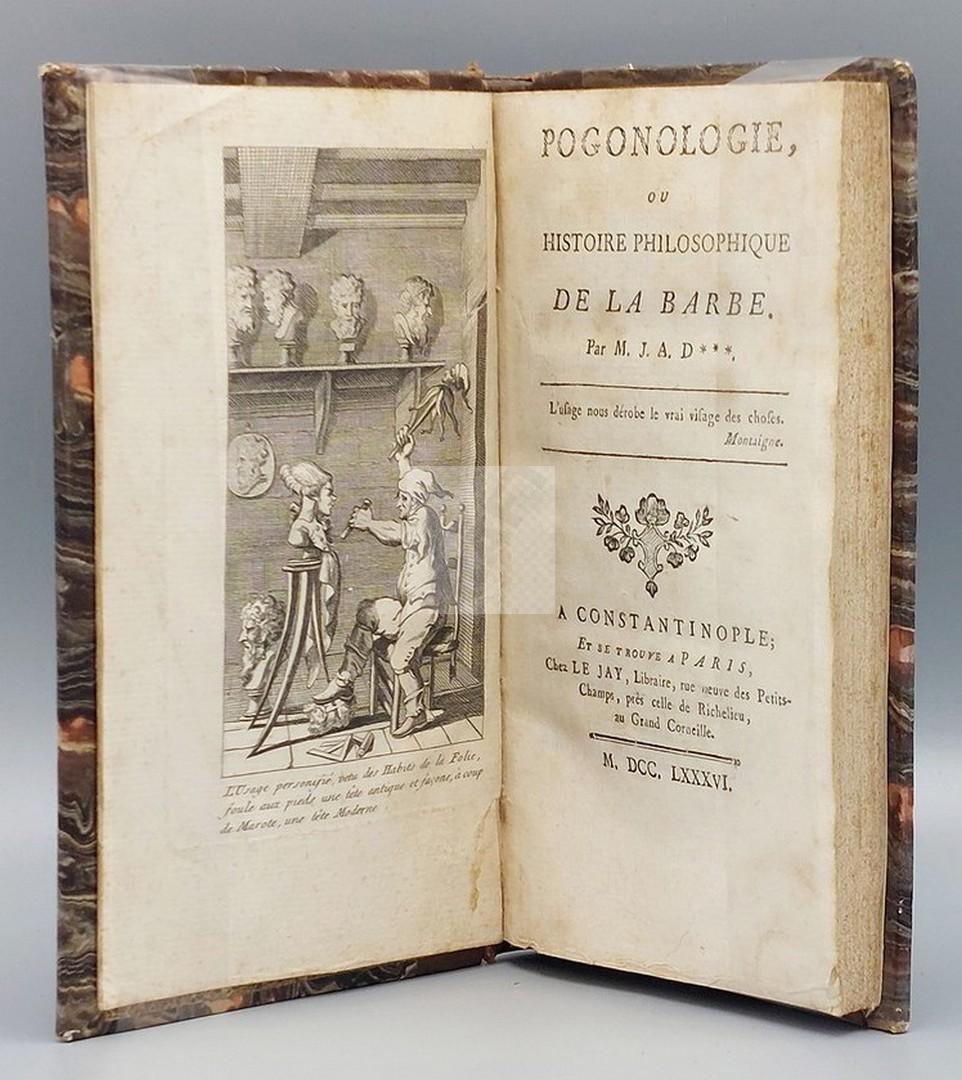 L'Usage personifié, vetu des Habits de la Folie,
foule aux pieds une tête antique et façone, à coup
de Marote, une tête Moderne
POGONOLOGIE,
OU
HISTOIRE PHILOSOPHIQUE
DE LA BARBE.
Par M. J. A. D***.
L'uſage nous dérobe le vrai viſage des choſes.
Montaigne.
A CONSTANTINOPLE;
ET SE TROUVE A PARIS,
Chez LE JAY, Libraire, rue neuve des Petits-
Champs, près celle de Richelieu,
au Grand Corneille.
M. DCC. LXXXVI.